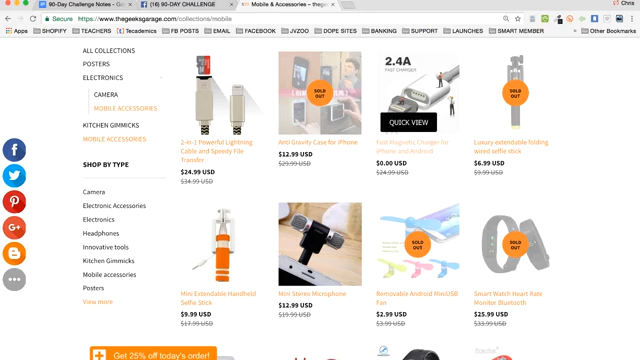 90-Day Challenge Notes - Go
(16) 90-DAY CHALLENGE
Mobile & Accessories – thege
Chris
Secure
https://www.thegeeksgarage.com/collections/mobile
Apps
SHOPIFY
TEACHERS
Tecademics
FB POSTS
EMAIL
FACEBOOK
JVZOO
DOPE SITES
BANKING
SUPPORT
LAUNCHES
SMART MEMBER
Other Bookmarks
ALL COLLECTIONS
POSTERS
ELECTRONICS
CAMERA
MOBILE ACCESSORIES
KITCHEN GIMMICKS
MOBILE ACCESSORIES
SHOP BY TYPE
Camera
Electronic Accessories
Electronics
Headphones
Innovative tools
Kitchen Gimmicks
Mobile accessories
Posters
View more
2-in-1 Powerful Lightning
Cable and Speedy File
Transfer
$24.99 USD
$34.99 USD
SOLD
OUT
Anti Gravity Case for iPhone
$12.99 USD
$29.99 USD
2.4A
FAST CHARGER
QUICK VIEW
Fast Magnetic Charger for
iPhone and Android
$0.00 USD
$24.99 USD
SOLD
OUT
Luxury extendable folding
wired selfie stick
$6.99 USD
$9.99 USD
Mini Extendable Handheld
Selfie Stick
$9.99 USD
$17.99 USD
Mini Stereo Microphone
$12.99 USD
$19.99 USD
SOLD
OUT
Removable Android MiniUSB
Fan
$2.99 USD
$3.99 USD
SOLD
OUT
Smart Watch Heart Rate
Monitor Bluetooth
$25.99 USD
$33.99 USD
Get 25% off today's order!